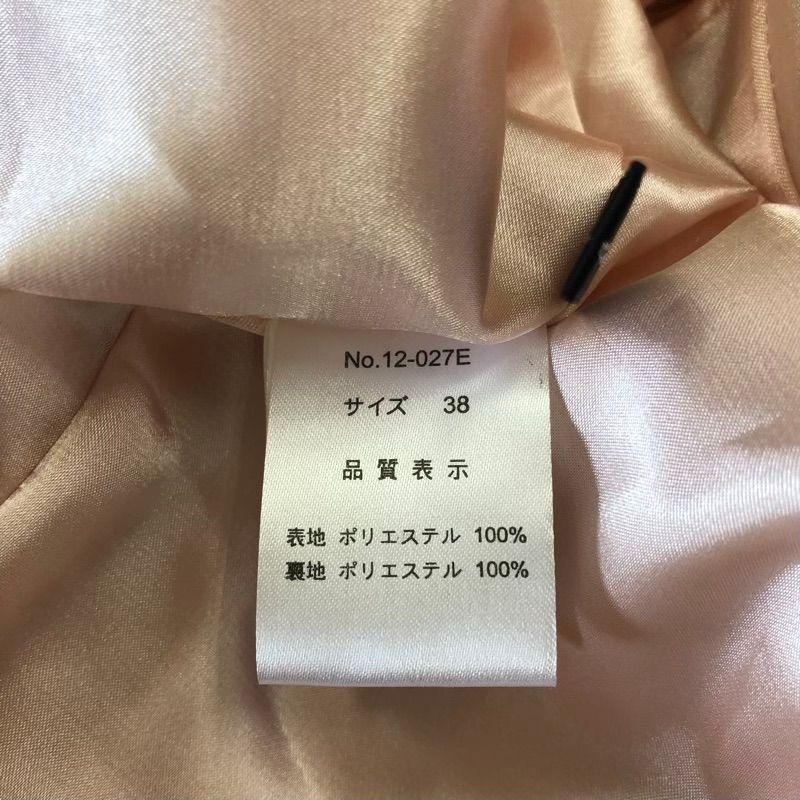 No.12-027E
サイズ 38
品質表示
表地 ポリエステル 100%
裏地 ポリエステル 100%